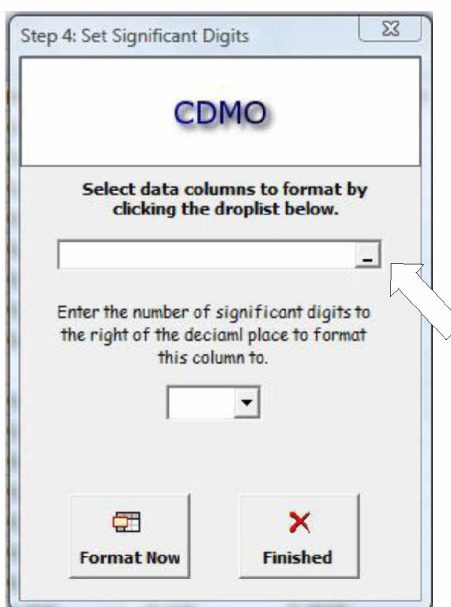 Step 4: Set Significant Digits
CDMO
Select data columns to format by
clicking the droplist below.
Enter the number of significant digits to
the right of the deciaml place to format
this column to.
Format Now
Finished